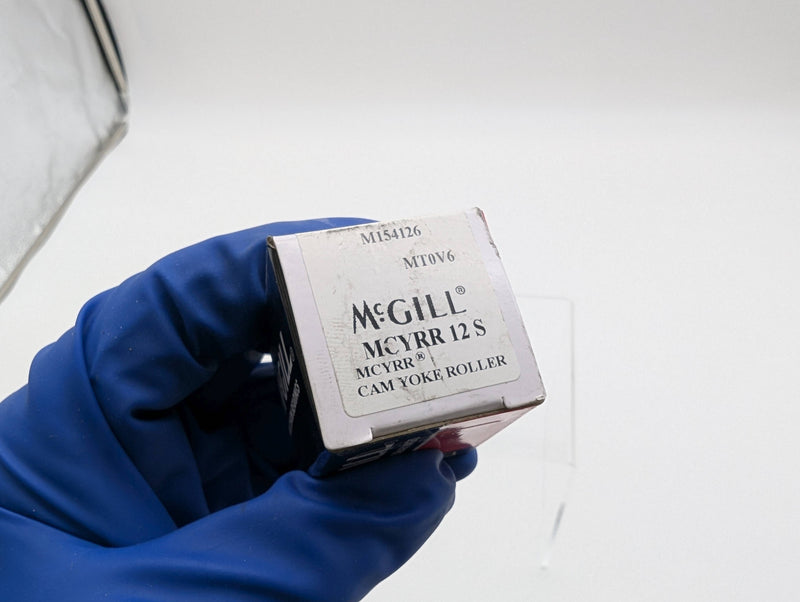 M154126
MT0V6
McGILL®
MCYRR 12 S
MCYRR®
CAM YOKE ROLLER